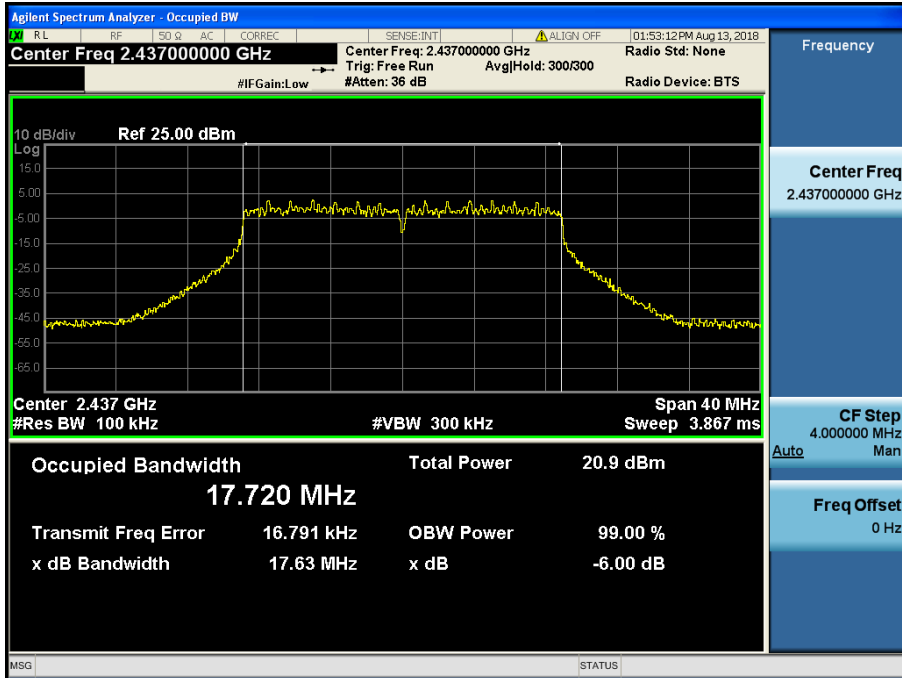 Agilent Spectrum Analyzer - Occupied BW
LXI RL RF 50 Ω AC CORREC SENSE:INT ALIGN OFF 01:53:12 PM Aug 13, 2018
Center Freq 2.437000000 GHz
Center Freq: 2.437000000 GHz Radio Std: None
Trig: Free Run Avg|Hold: 300/300
#IFGain:Low #Atten: 36 dB Radio Device: BTS
10 dB/div Ref 25.00 dBm
Log
15.0
5.00
-5.00
-15.0
-25.0
-35.0
-45.0
-55.0
-65.0
Center 2.437 GHz Span 40 MHz
#Res BW 100 kHz #VBW 300 kHz Sweep 3.867 ms
Occupied Bandwidth Total Power 20.9 dBm
17.720 MHz
Transmit Freq Error 16.791 kHz OBW Power 99.00 %
x dB Bandwidth 17.63 MHz x dB -6.00 dB
Frequency
Center Freq
2.437000000 GHz
CF Step
4.000000 MHz
Auto Man
Freq Offset
0 Hz
MSG STATUS